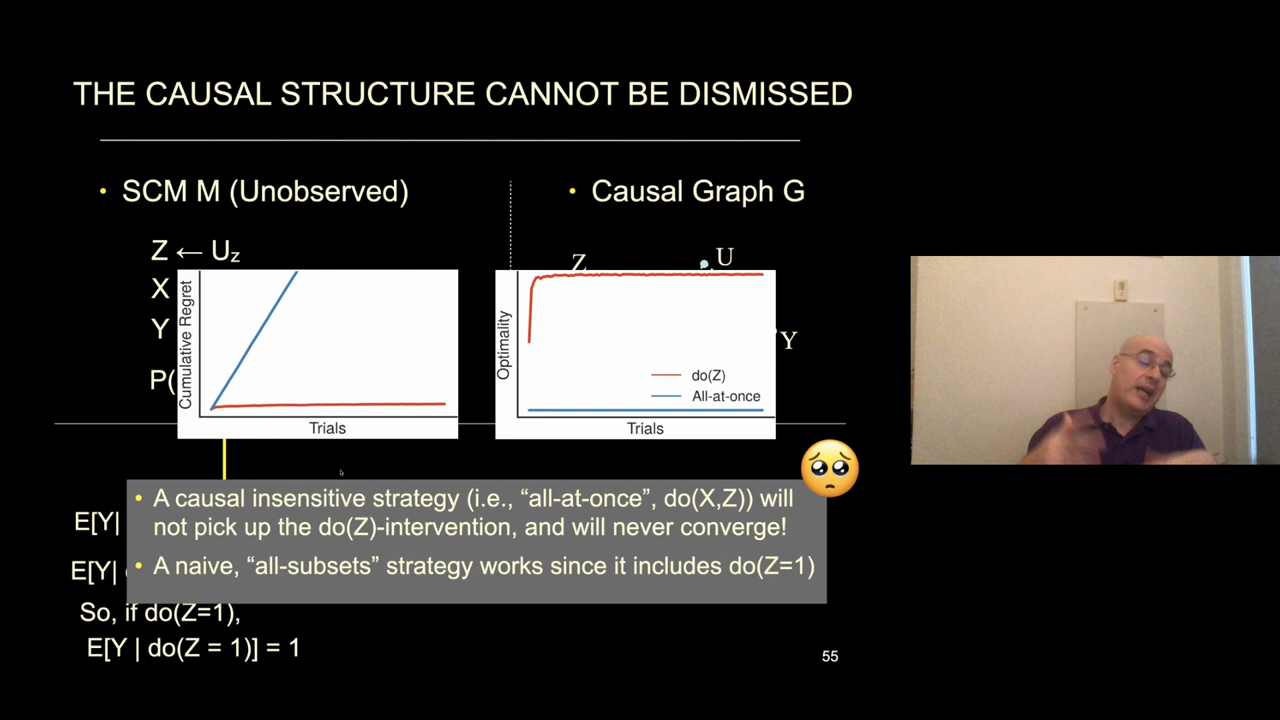 THE CAUSAL STRUCTURE CANNOT BE DISMISSED
• SCM M (Unobserved)
• Causal Graph G
Z ← Uz
X
Y
P(
Z
U
Y
Cumulative Regret
Trials
Optimality
do(Z)
All-at-once
Trials
• A causal insensitive strategy (i.e., “all-at-once”, do(X,Z)) will
not pick up the do(Z)-intervention, and will never converge!
• A naive, “all-subsets” strategy works since it includes do(Z=1)
E[Y|
E[Y|
So, if do(Z=1),
E[Y | do(Z = 1)] = 1
55